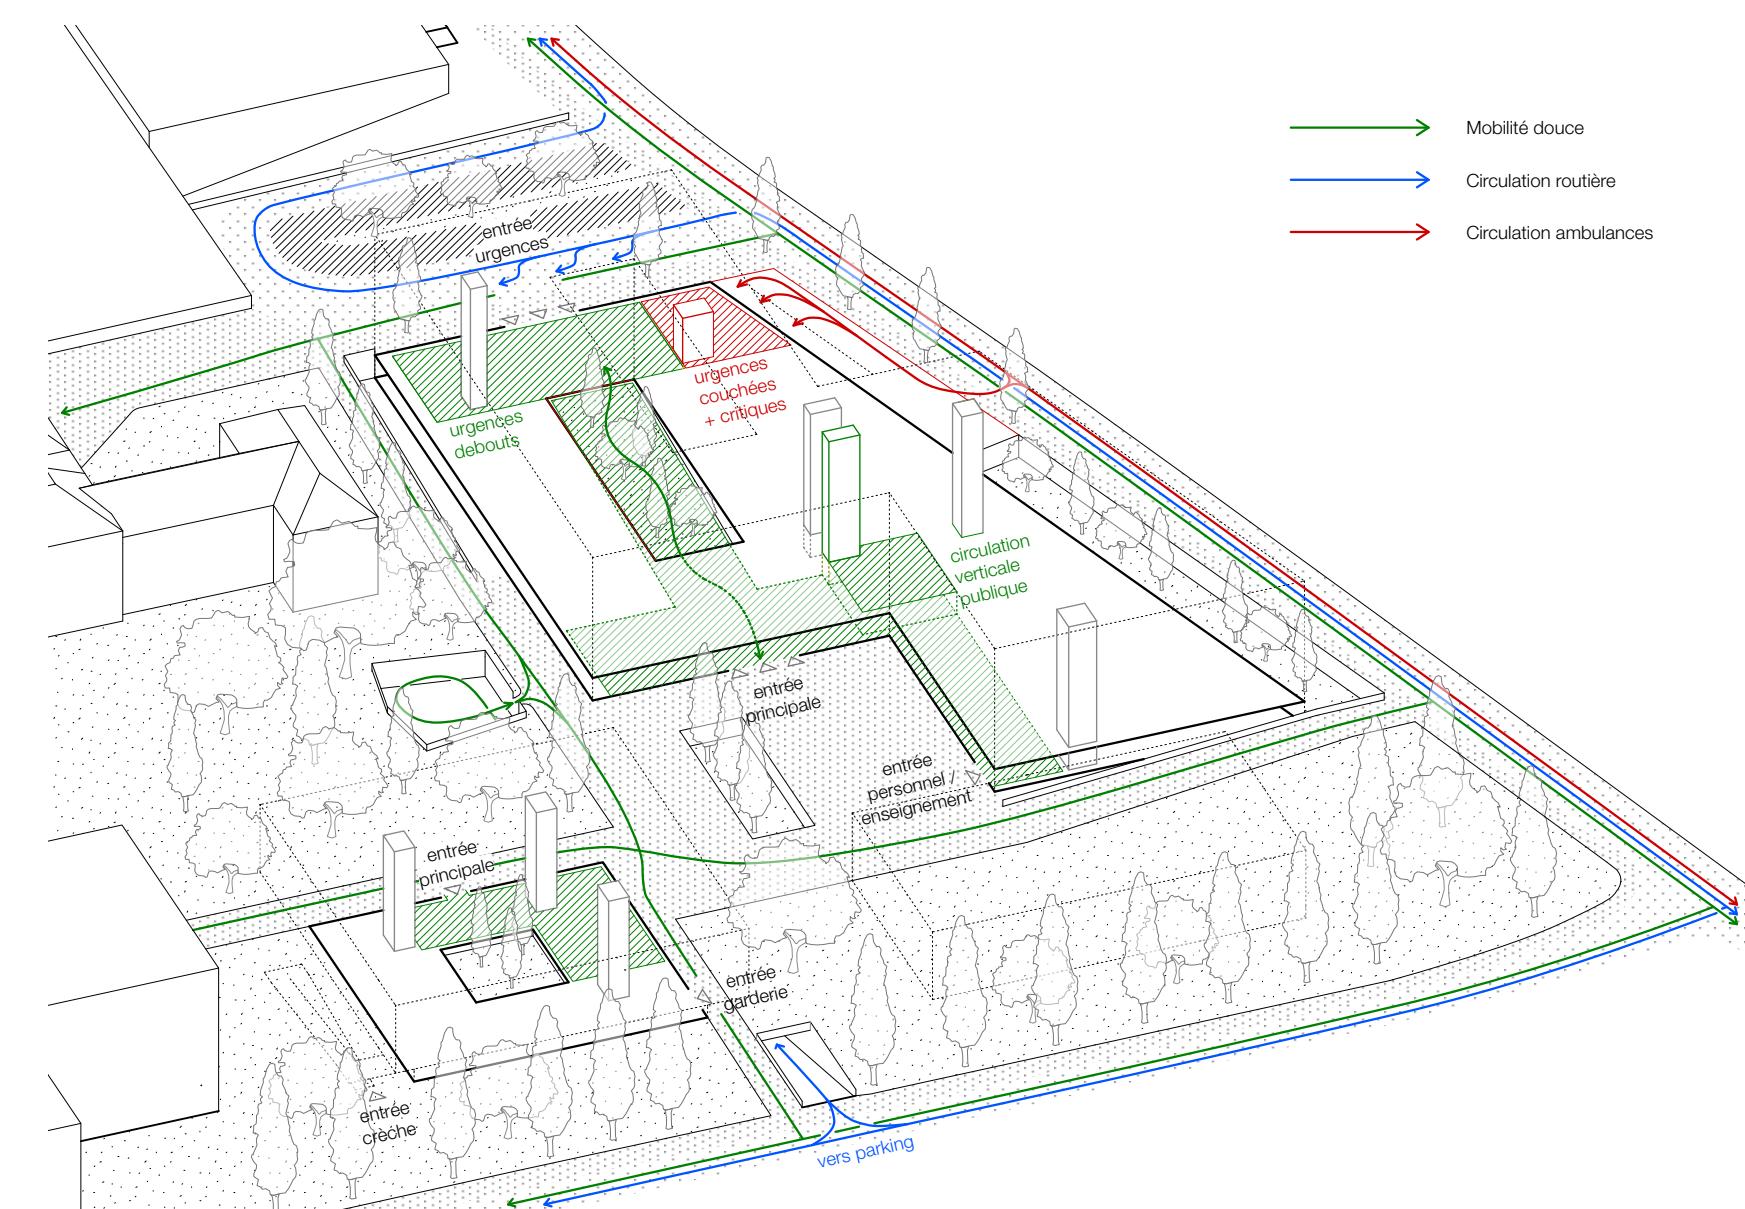 Mobilité douce
Circulation routière
Circulation ambulances
entrée
urgences
urgences
couchées
+ critiques
urgences
debouts
circulation
verticale
publique
entrée
principale
entrée
personnel /
enseignement
entrée
principale
entrée
garderie
entrée
crèche
vers parking